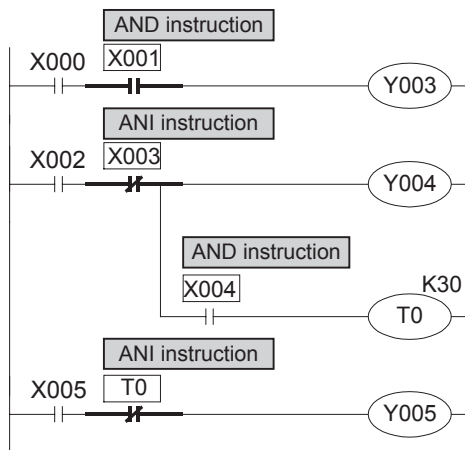 AND instruction
X000 X001
Y003
ANI instruction
X002 X003
Y004
AND instruction
X004
K30
T0
ANI instruction
X005 T0
Y005